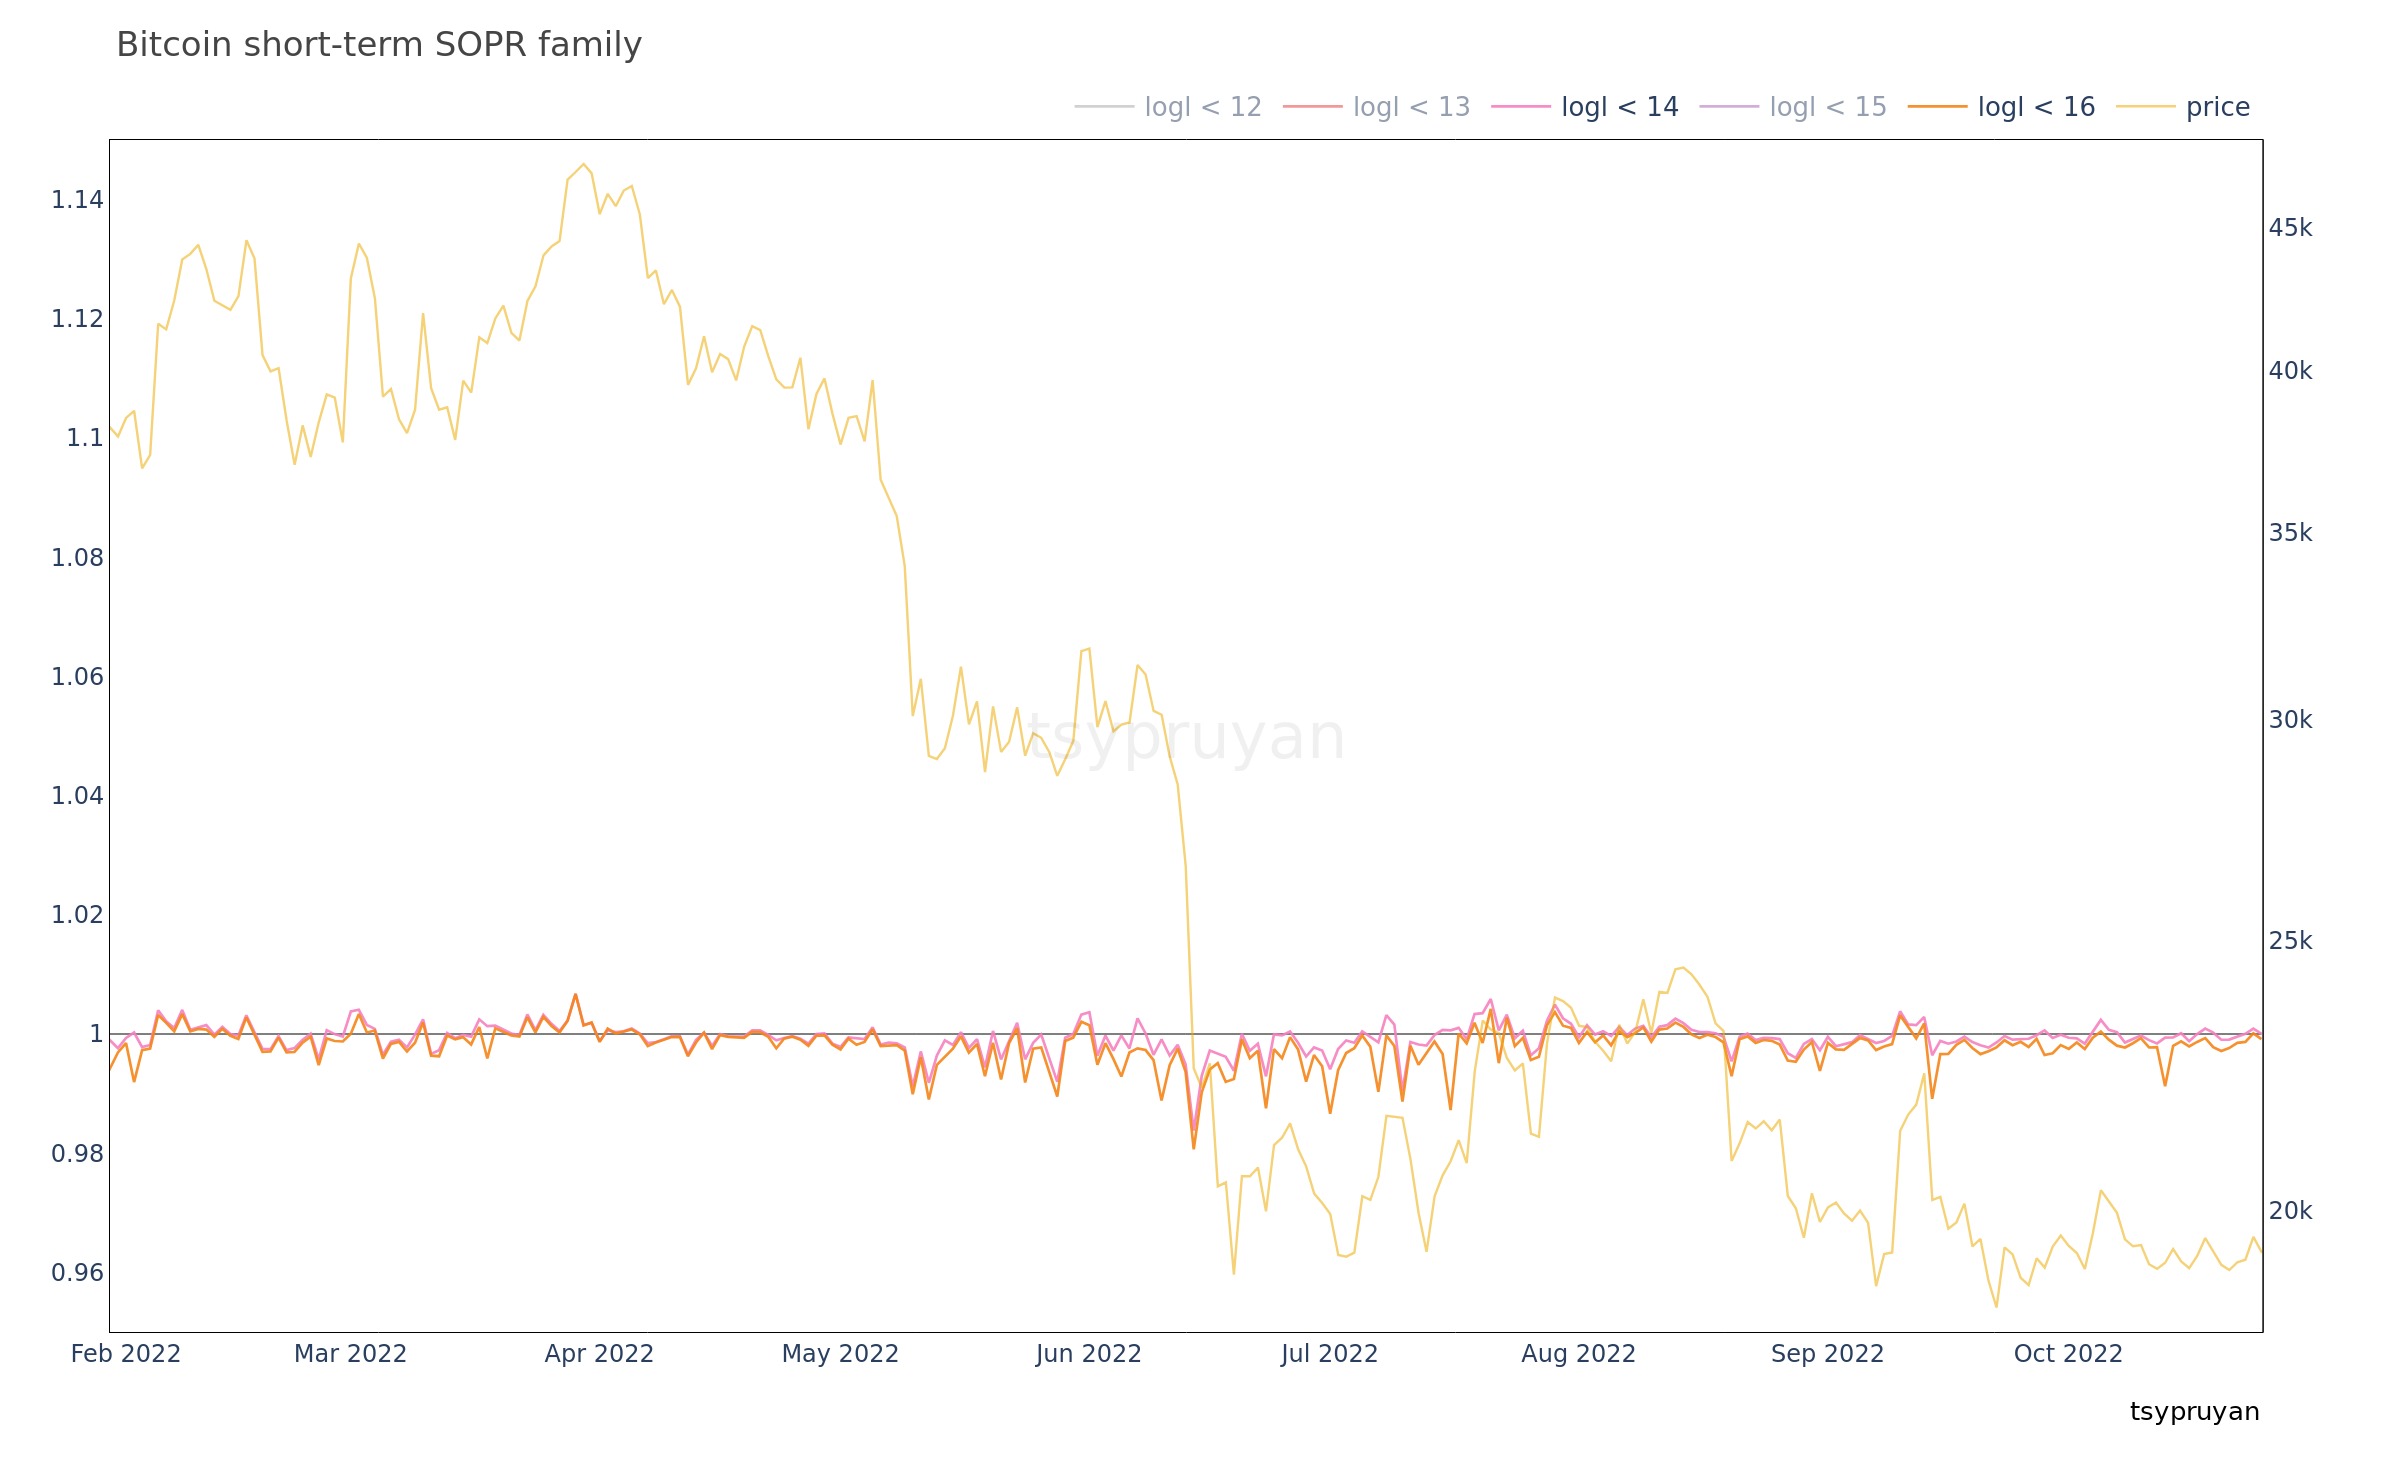 Bitcoin short-term SOPR family
logl < 12 logl < 13 logl < 14 logl < 15 logl < 16 price
1.14
1.12
1.1
1.08
1.06
1.04
1.02
1
0.98
0.96
45k
40k
35k
30k
25k
20k
tsypruyan
Feb 2022 Mar 2022 Apr 2022 May 2022 Jun 2022 Jul 2022 Aug 2022 Sep 2022 Oct 2022
tsypruyan